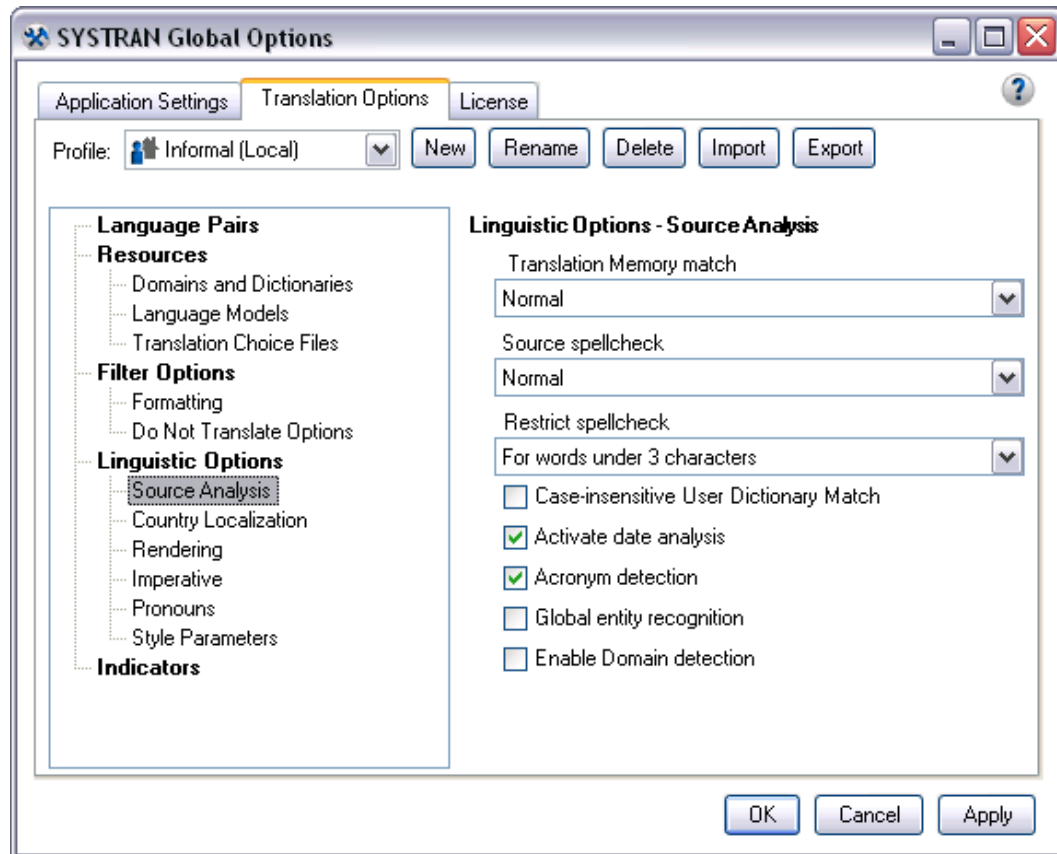 SYSTRAN Global Options
Application Settings
Translation Options
License
Profile:
Informal (Local)
New
Rename
Delete
Import
Export
Language Pairs
Resources
Domains and Dictionaries
Language Models
Translation Choice Files
Filter Options
Formatting
Do Not Translate Options
Linguistic Options
Source Analysis
Country Localization
Rendering
Imperative
Pronouns
Style Parameters
Indicators
Linguistic Options - Source Analysis
Translation Memory match
Normal
Source spellcheck
Normal
Restrict spellcheck
For words under 3 characters
Case-insensitive User Dictionary Match
Activate date analysis
Acronym detection
Global entity recognition
Enable Domain detection
OK
Cancel
Apply